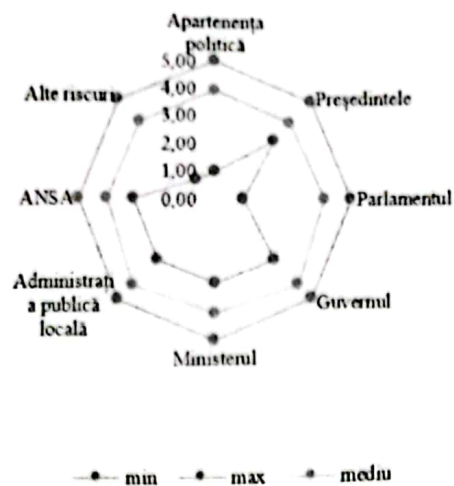 Apartenența
politică
5,00
4,00
3,00
2,00
1,00
0,00
Președintele
Parlamentul
Guvernul
Ministerul
Administrați
a publică
locală
ANSA
Alte riscuri
min
max
mediu